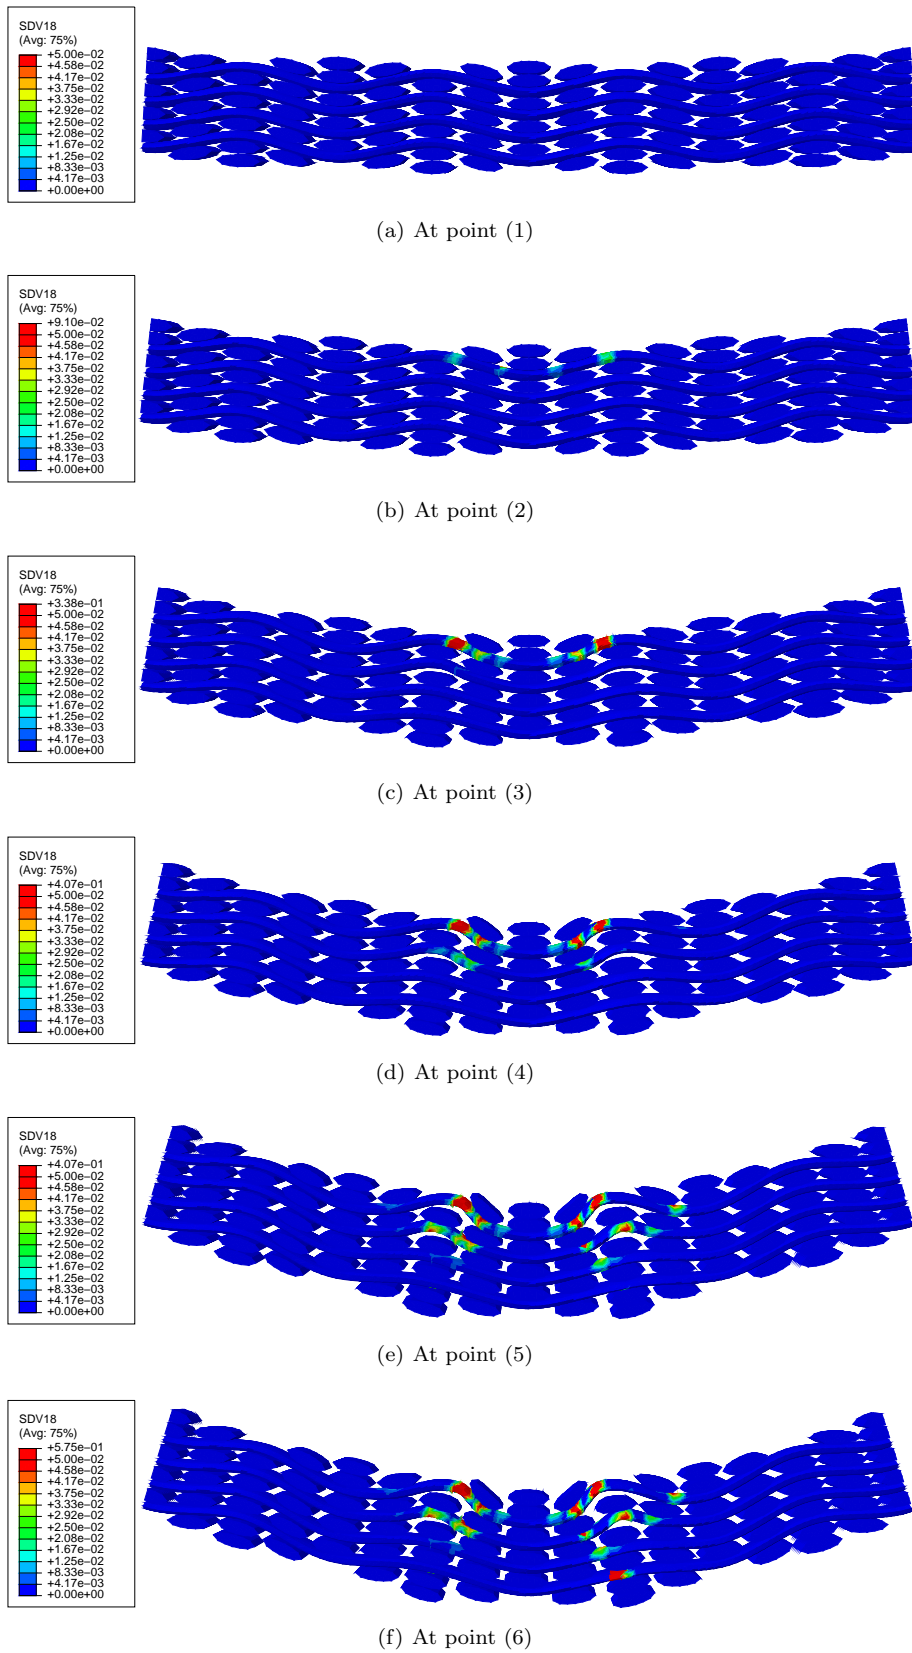 SDV18
(Avg: 75%)
+5.00e−02
+4.58e−02
+4.17e−02
+3.75e−02
+3.33e−02
+2.92e−02
+2.50e−02
+2.08e−02
+1.67e−02
+1.25e−02
+8.33e−03
+4.17e−03
+0.00e+00
(a) At point (1)
SDV18
(Avg: 75%)
+9.10e−02
+5.00e−02
+4.58e−02
+4.17e−02
+3.75e−02
+3.33e−02
+2.92e−02
+2.50e−02
+2.08e−02
+1.67e−02
+1.25e−02
+8.33e−03
+4.17e−03
+0.00e+00
(b) At point (2)
SDV18
(Avg: 75%)
+3.38e−01
+5.00e−02
+4.58e−02
+4.17e−02
+3.75e−02
+3.33e−02
+2.92e−02
+2.50e−02
+2.08e−02
+1.67e−02
+1.25e−02
+8.33e−03
+4.17e−03
+0.00e+00
(c) At point (3)
SDV18
(Avg: 75%)
+4.07e−01
+5.00e−02
+4.58e−02
+4.17e−02
+3.75e−02
+3.33e−02
+2.92e−02
+2.50e−02
+2.08e−02
+1.67e−02
+1.25e−02
+8.33e−03
+4.17e−03
+0.00e+00
(d) At point (4)
SDV18
(Avg: 75%)
+4.07e−01
+5.00e−02
+4.58e−02
+4.17e−02
+3.75e−02
+3.33e−02
+2.92e−02
+2.50e−02
+2.08e−02
+1.67e−02
+1.25e−02
+8.33e−03
+4.17e−03
+0.00e+00
(e) At point (5)
SDV18
(Avg: 75%)
+5.75e−01
+5.00e−02
+4.58e−02
+4.17e−02
+3.75e−02
+3.33e−02
+2.92e−02
+2.50e−02
+2.08e−02
+1.67e−02
+1.25e−02
+8.33e−03
+4.17e−03
+0.00e+00
(f) At point (6)